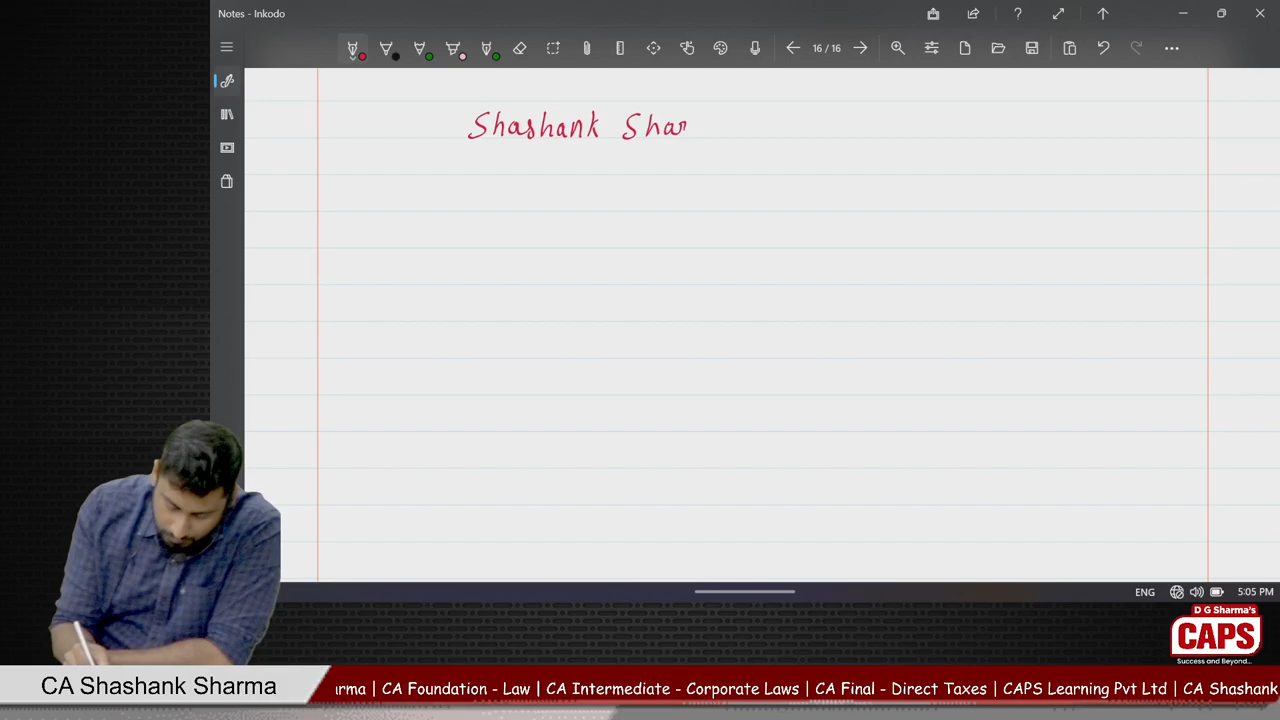 Notes - Inkodo
16 / 16
Shashank Shar
ENG
5:05 PM
D G Sharma's
CAPS
Success and Beyond...
CA Shashank Sharma
rma | CA Foundation - Law | CA Intermediate - Corporate Laws | CA Final - Direct Taxes | CAPS Learning Pvt Ltd | CA Shashank